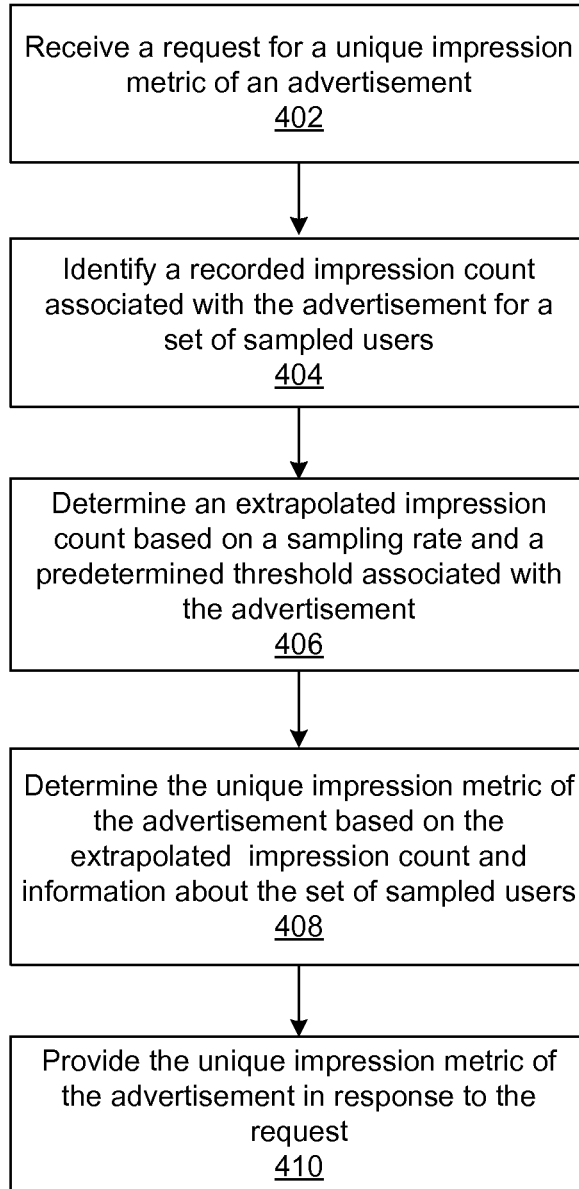 Receive a request for a unique impression
metric of an advertisement
402
Identify a recorded impression count
associated with the advertisement for a
set of sampled users
404
Determine an extrapolated impression
count based on a sampling rate and a
predetermined threshold associated with
the advertisement
406
Determine the unique impression metric of
the advertisement based on the
extrapolated impression count and
information about the set of sampled users
408
Provide the unique impression metric of
the advertisement in response to the
request
410